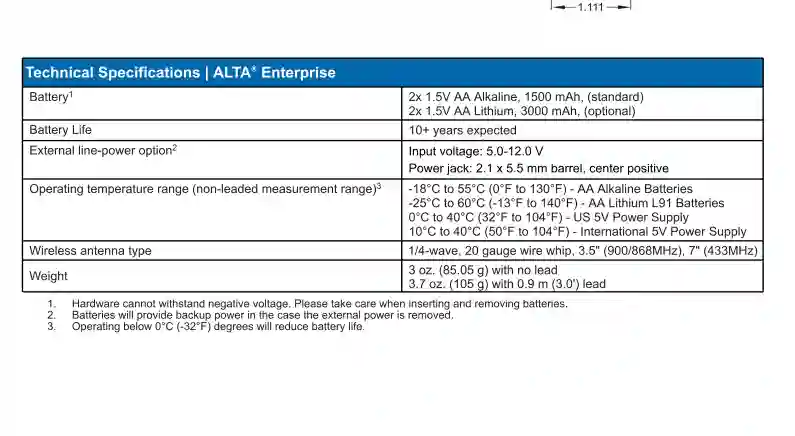 1.111
Technical Specifications | ALTA® Enterprise
Battery¹
2x 1.5V AA Alkaline, 1500 mAh, (standard)
2x 1.5V AA Lithium, 3000 mAh, (optional)
Battery Life
10+ years expected
External line-power option²
Input voltage: 5.0-12.0 V
Power jack: 2.1 x 5.5 mm barrel, center positive
Operating temperature range (non-leaded measurement range)³
-18°C to 55°C (0°F to 130°F) - AA Alkaline Batteries
-25°C to 60°C (-13°F to 140°F) - AA Lithium L91 Batteries
0°C to 40°C (32°F to 104°F) - US 5V Power Supply
10°C to 40°C (50°F to 104°F) - International 5V Power Supply
Wireless antenna type
1/4-wave, 20 gauge wire whip, 3.5" (900/868MHz), 7" (433MHz)
Weight
3 oz. (85.05 g) with no lead
3.7 oz. (105 g) with 0.9 m (3.0') lead
1. Hardware cannot withstand negative voltage. Please take care when inserting and removing batteries.
2. Batteries will provide backup power in the case the external power is removed.
3. Operating below 0°C (-32°F) degrees will reduce battery life.